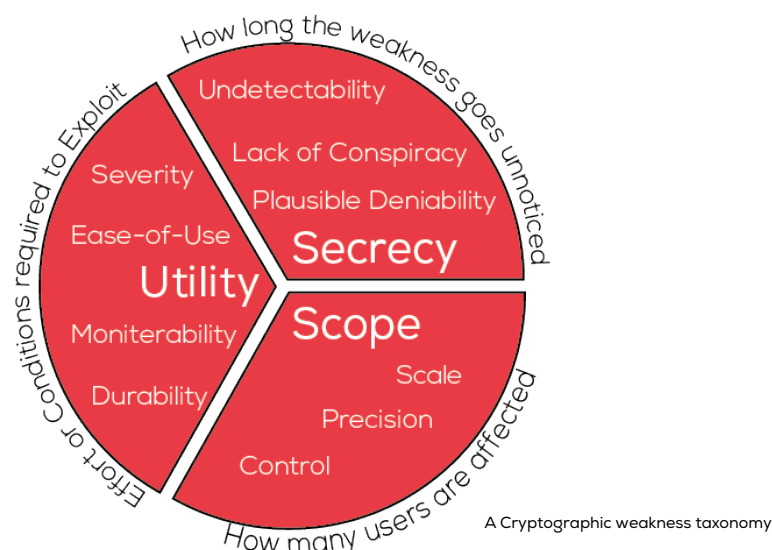 How long the weakness goes unnoticed
Undetectability
Lack of Conspiracy
Plausible Deniability
Secrecy
Effort or Conditions required to Exploit
Severity
Ease-of-Use
Utility
Moniterability
Durability
Scope
Scale
Precision
Control
How many users are affected
A Cryptographic weakness taxonomy